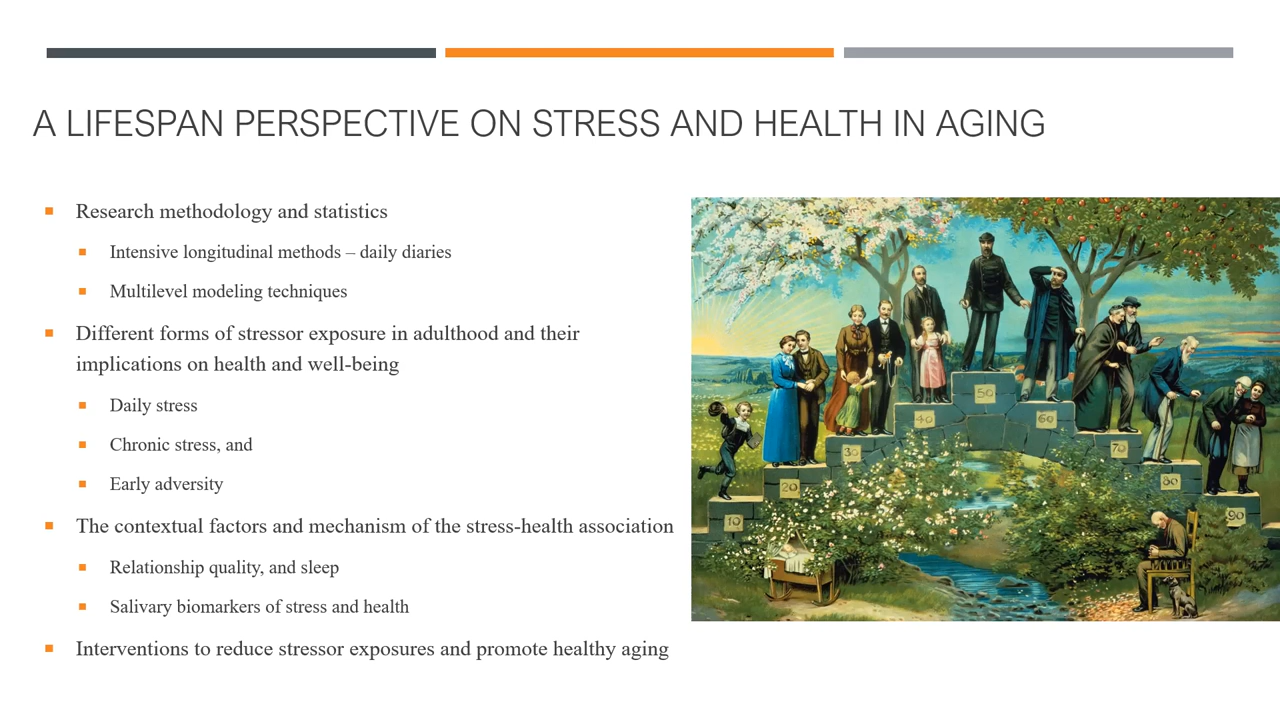 A LIFESPAN PERSPECTIVE ON STRESS AND HEALTH IN AGING
Research methodology and statistics
Intensive longitudinal methods – daily diaries
Multilevel modeling techniques
Different forms of stressor exposure in adulthood and their
implications on health and well-being
Daily stress
Chronic stress, and
Early adversity
The contextual factors and mechanism of the stress-health association
Relationship quality, and sleep
Salivary biomarkers of stress and health
Interventions to reduce stressor exposures and promote healthy aging
10
20
30
40
50
60
70
80
90